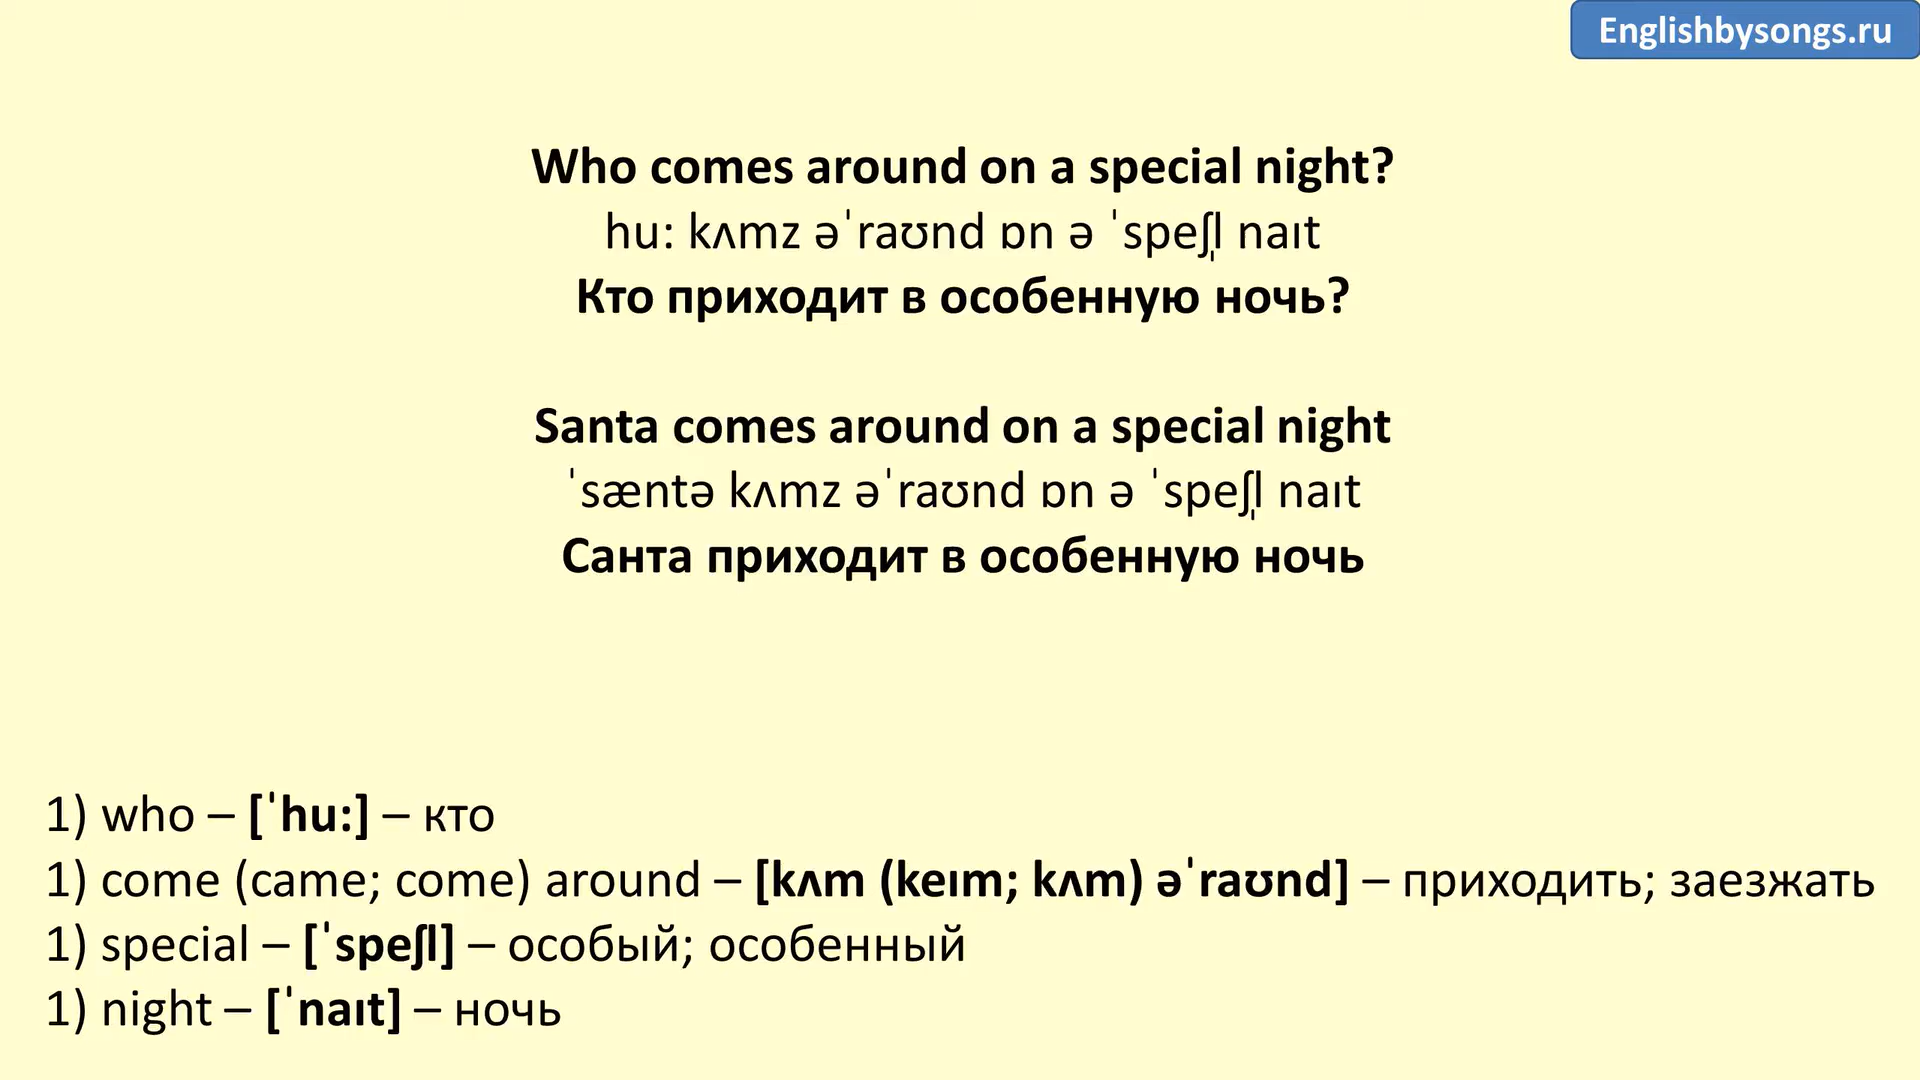 Englishbysongs.ru
Who comes around on a special night?
hu: kʌmz əˈraʊnd ɒn ə ˈspeʃl̩ naɪt
Кто приходит в особенную ночь?
Santa comes around on a special night
ˈsæntə kʌmz əˈraʊnd ɒn ə ˈspeʃl̩ naɪt
Санта приходит в особенную ночь
1) who – [ˈhu:] – кто
1) come (came; come) around – [kʌm (keɪm; kʌm) əˈraʊnd] – приходить; заезжать
1) special – [ˈspeʃl] – особый; особенный
1) night – [ˈnaɪt] – ночь